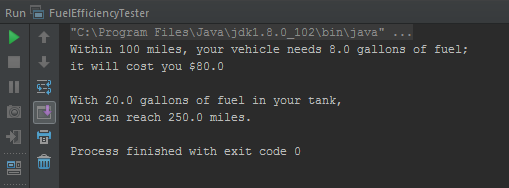 Run FuelEfficiencyTester
"C:\Program Files\Java\jdk1.8.0_102\bin\java" ...
Within 100 miles, your vehicle needs 8.0 gallons of fuel;
it will cost you $80.0
With 20.0 gallons of fuel in your tank,
you can reach 250.0 miles.
Process finished with exit code 0